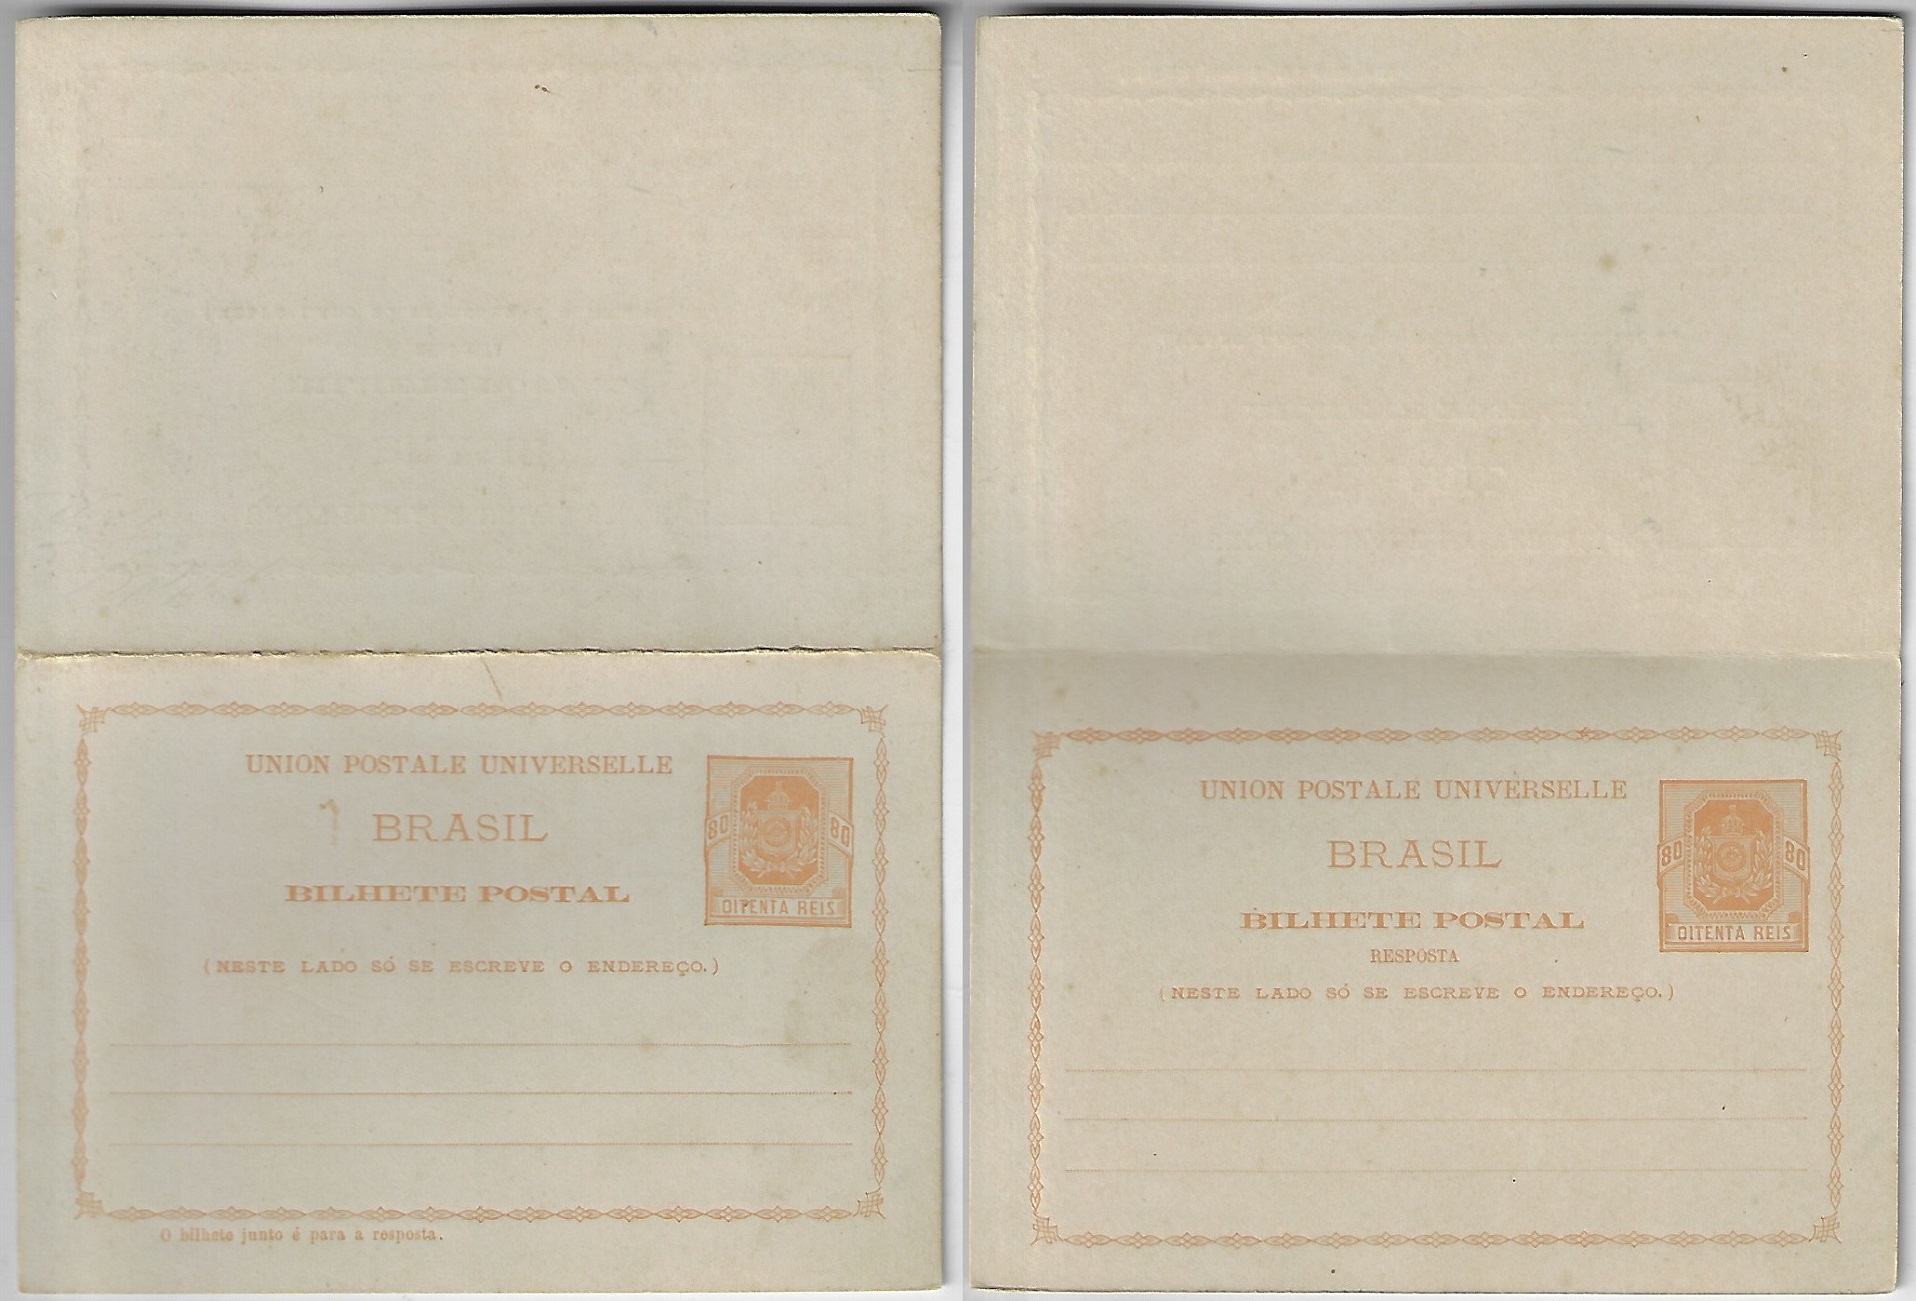 UNION POSTALE UNIVERSELLE
BRASIL
80 80
BILHETE POSTAL
OITENTA REIS
(NESTE LADO SÓ SE ESCREVE O ENDEREÇO.)
O bilhete junto é para a resposta.
UNION POSTALE UNIVERSELLE
BRASIL
80 80
BILHETE POSTAL
OITENTA REIS
RESPOSTA
(NESTE LADO SÓ SE ESCREVE O ENDEREÇO.)